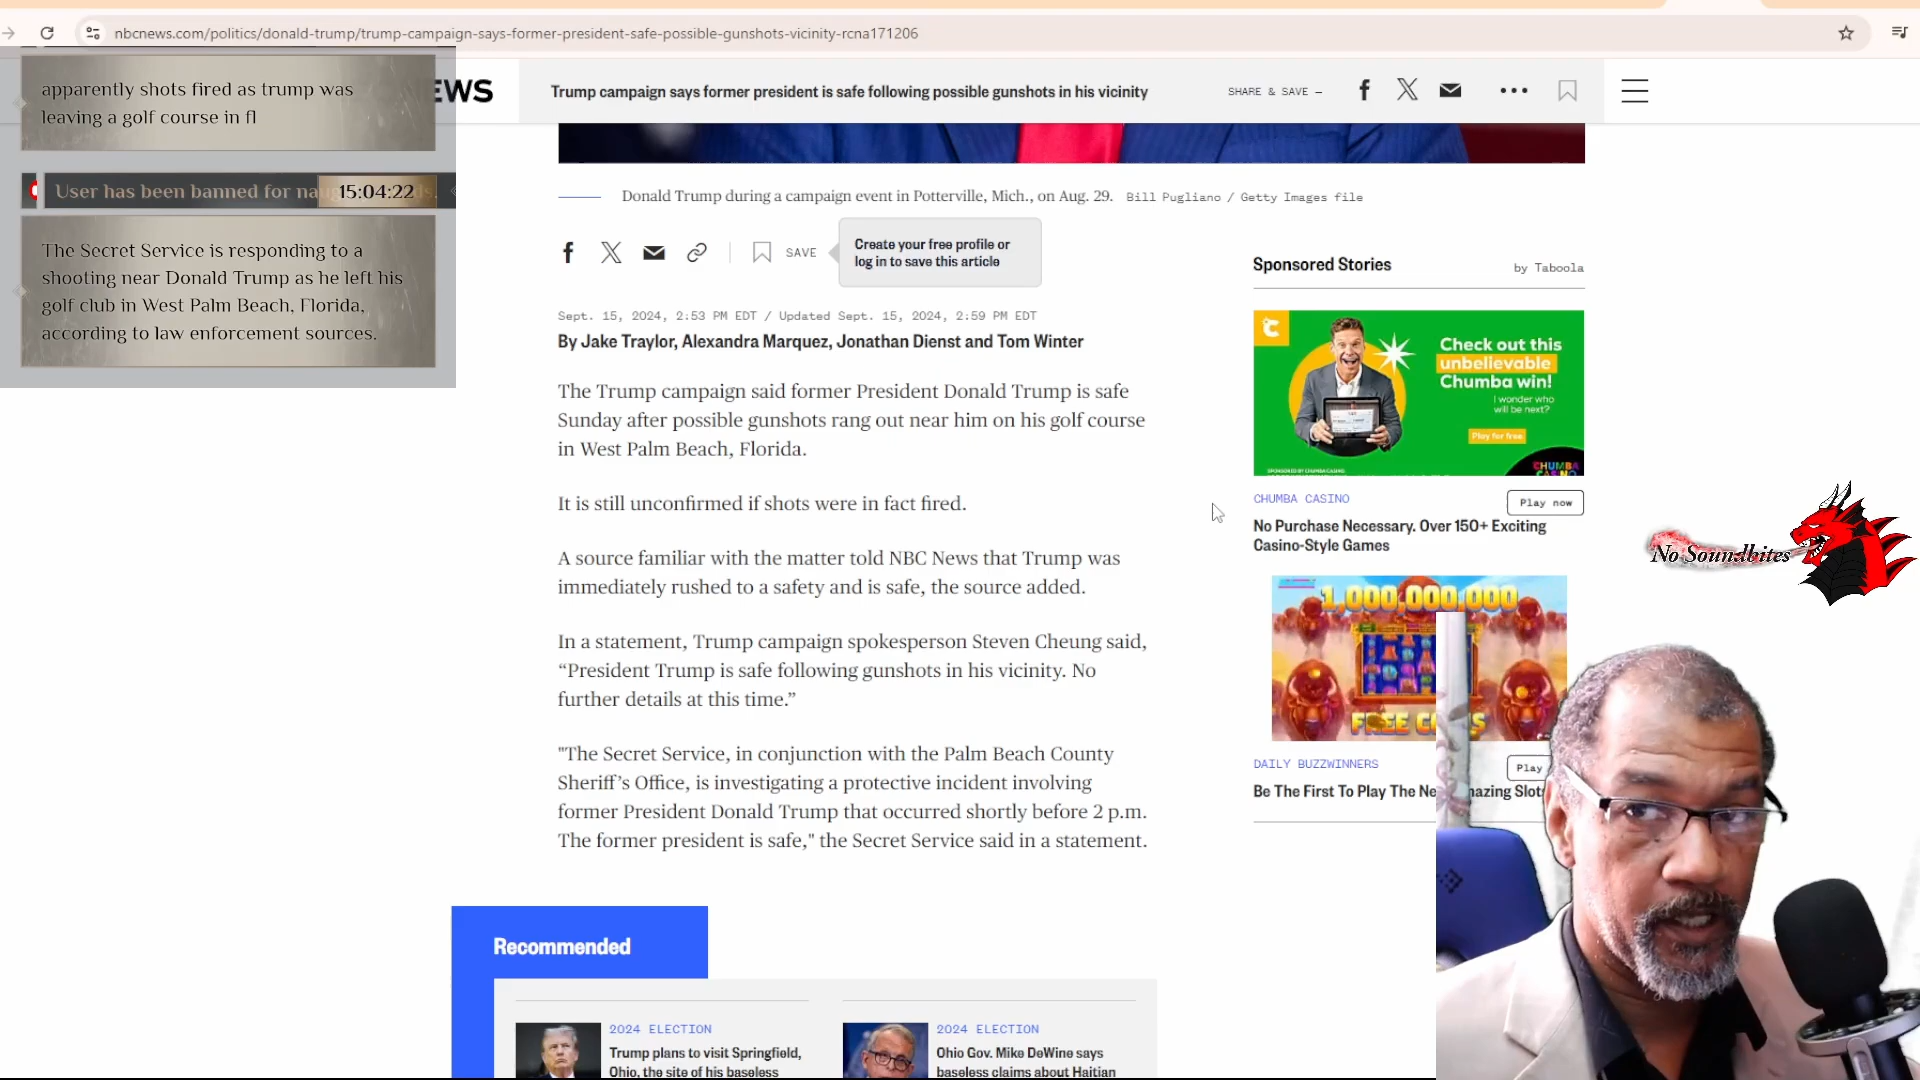 nbcnews.com/politics/donald-trump/trump-campaign-says-former-president-safe-possible-gunshots-vicinity-rcna171206
apparently shots fired as trump was
leaving a golf course in fl
User has been banned for
15:04:22
The Secret Service is responding to a
shooting near Donald Trump as he left his
golf club in West Palm Beach, Florida,
according to law enforcement sources.
EWS
Trump campaign says former president is safe following possible gunshots in his vicinity
SHARE & SAVE —
Donald Trump during a campaign event in Potterville, Mich., on Aug. 29. Bill Pugliano / Getty Images file
SAVE
Create your free profile or
log in to save this article
Sept. 15, 2024, 2:53 PM EDT / Updated Sept. 15, 2024, 2:59 PM EDT
By Jake Traylor, Alexandra Marquez, Jonathan Dienst and Tom Winter
The Trump campaign said former President Donald Trump is safe
Sunday after possible gunshots rang out near him on his golf course
in West Palm Beach, Florida.
It is still unconfirmed if shots were in fact fired.
A source familiar with the matter told NBC News that Trump was
immediately rushed to a safety and is safe, the source added.
In a statement, Trump campaign spokesperson Steven Cheung said,
“President Trump is safe following gunshots in his vicinity. No
further details at this time.”
"The Secret Service, in conjunction with the Palm Beach County
Sheriff’s Office, is investigating a protective incident involving
former President Donald Trump that occurred shortly before 2 p.m.
The former president is safe," the Secret Service said in a statement.
Recommended
2024 ELECTION
Trump plans to visit Springfield,
Ohio, the site of his baseless
2024 ELECTION
Ohio Gov. Mike DeWine says
baseless claims about Haitian
Sponsored Stories
by Taboola
Check out this
unbelievable
Chumba win!
I wonder who
will be next?
Play for free
SPONSORED BY CHUMBA CASINO
CHUMBA
CASINO
CHUMBA CASINO
Play now
No Purchase Necessary. Over 150+ Exciting
Casino-Style Games
1,000,000,000
FREE
DAILY BUZZWINNERS
Play
Be The First To Play The
No Soundbites